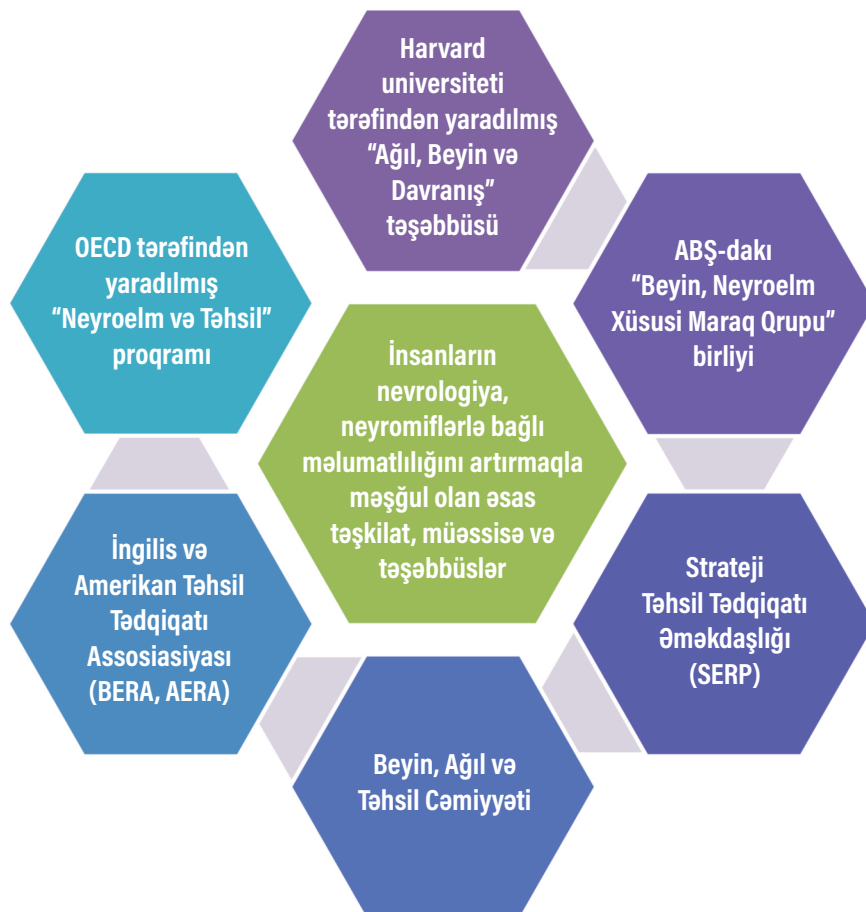 Harvard
universiteti
tərəfindən yaradılmış
“Ağıl, Beyin və
Davranış”
təşəbbüsü
OECD tərəfindən
yaradılmış
“Neyroelm və Təhsil”
proqramı
ABŞ-dakı
“Beyin, Neyroelm
Xüsusi Maraq Qrupu”
birliyi
İnsanların
nevrologiya,
neyromiflərlə bağlı
məlumatlılığını artırmaqla
məşğul olan əsas
təşkilat, müəssisə və
təşəbbüslər
İngilis və
Amerikan Təhsil
Tədqiqatı
Assosiasiyası
(BERA, AERA)
Strateji
Təhsil Tədqiqatı
Əməkdaşlığı
(SERP)
Beyin, Ağıl və
Təhsil Cəmiyyəti